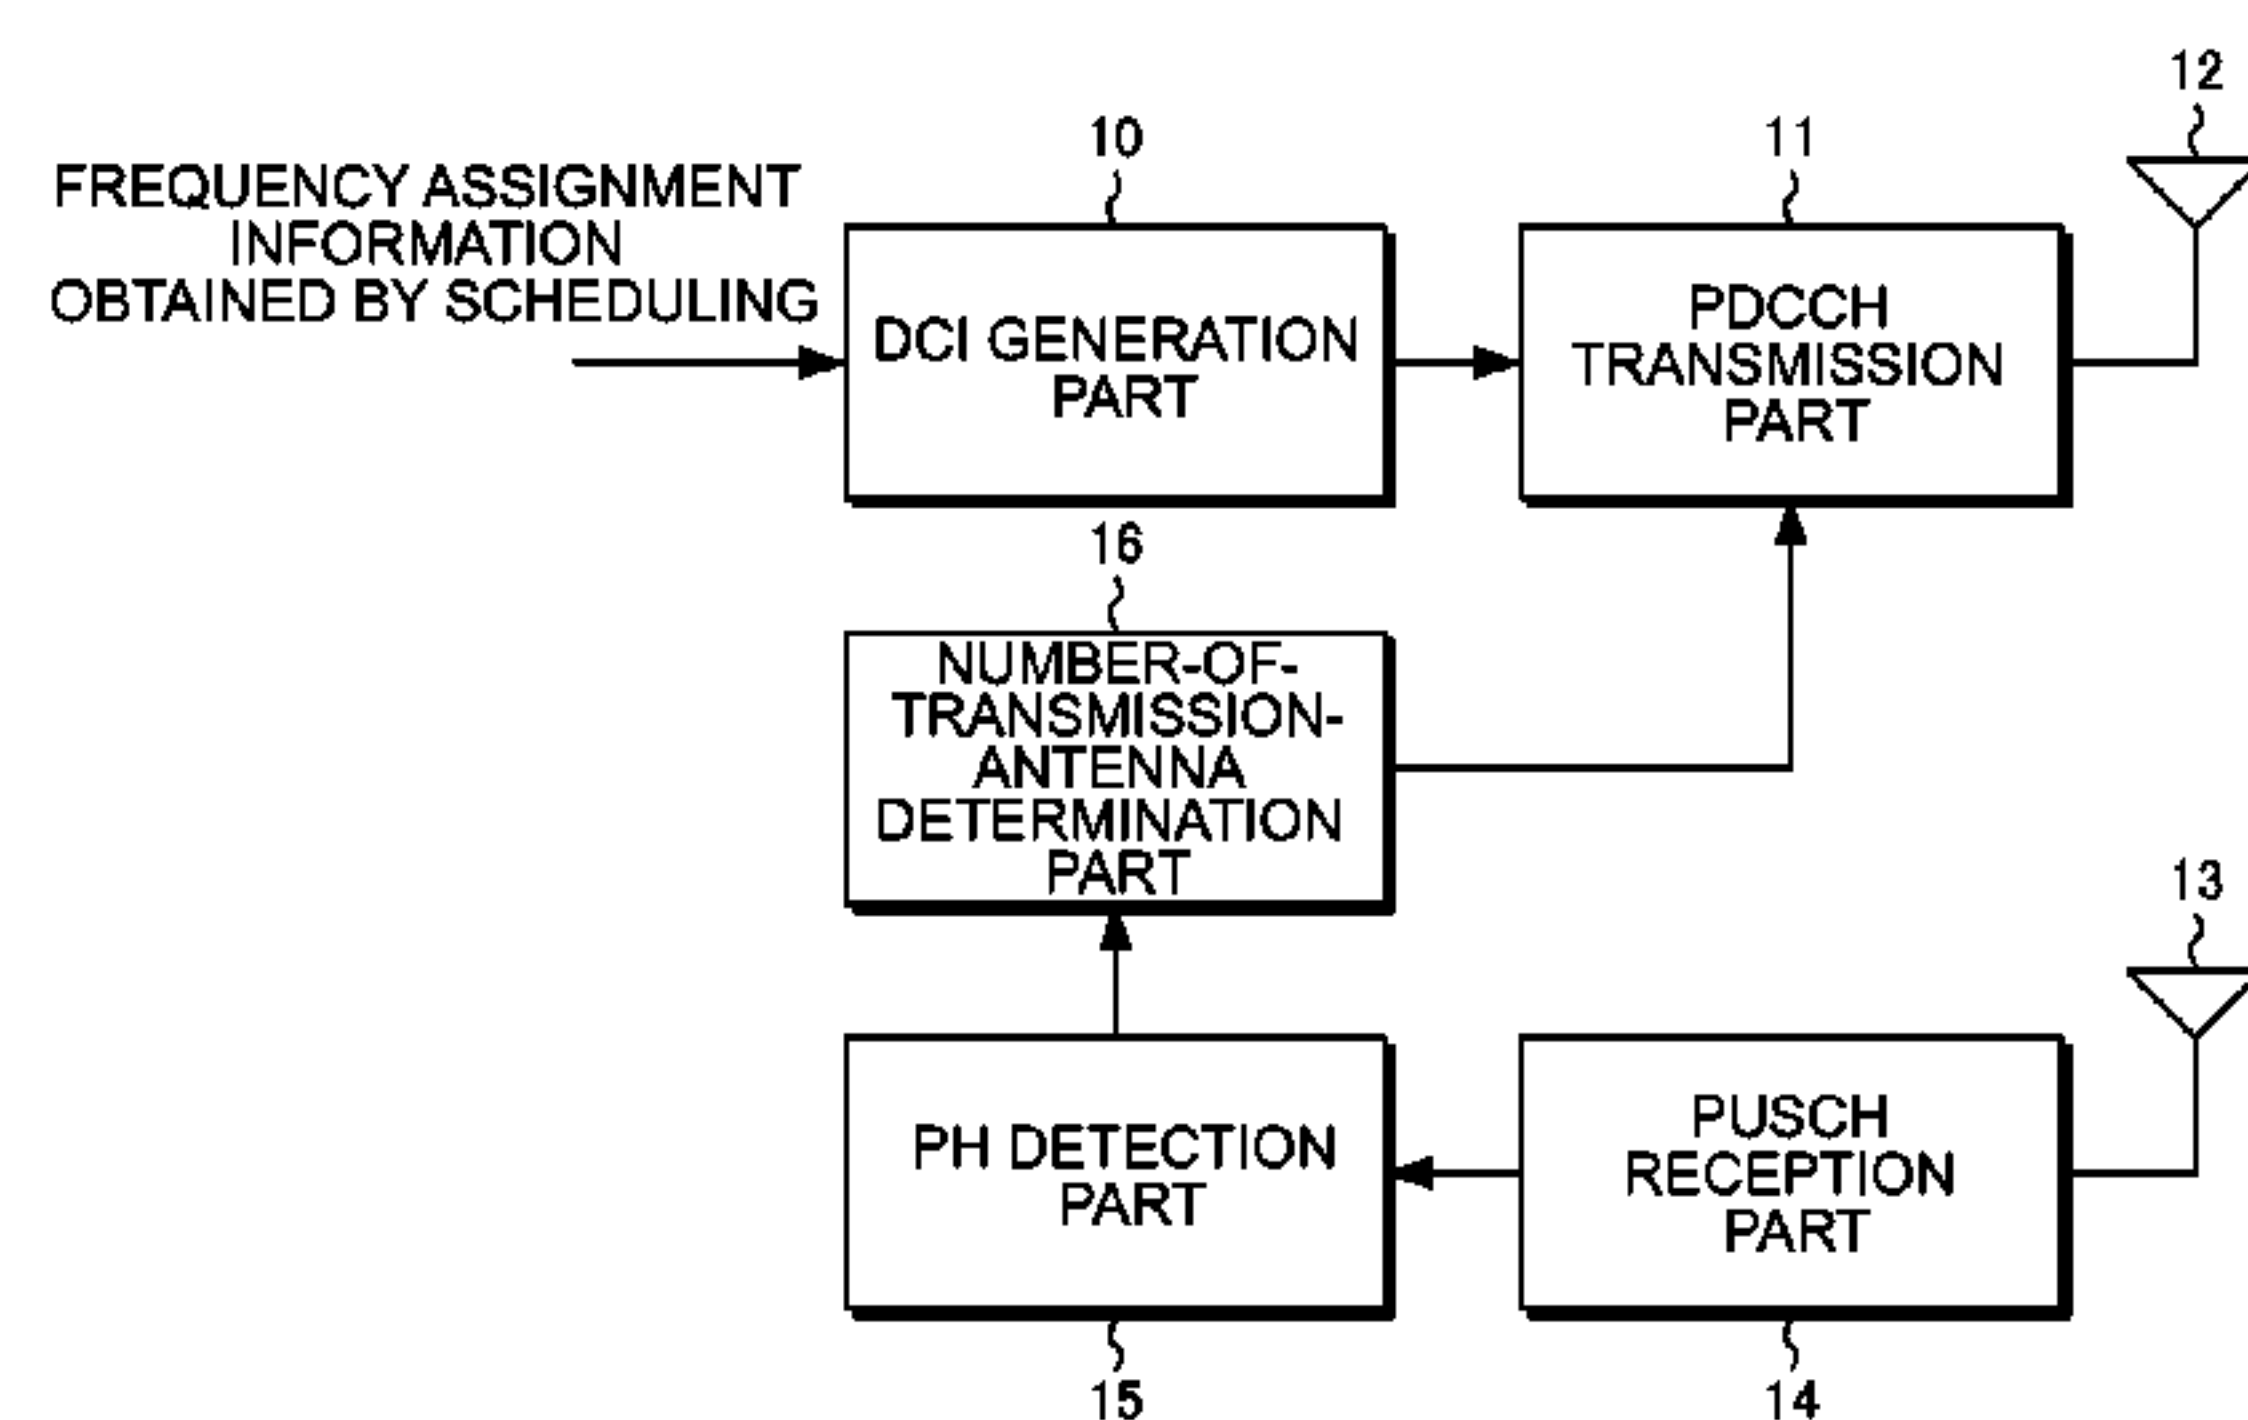 12
10
11
FREQUENCY ASSIGNMENT
INFORMATION
OBTAINED BY SCHEDULING
DCI GENERATION
PART
PDCCH
TRANSMISSION
PART
16
NUMBER-OF-
TRANSMISSION-
ANTENNA
DETERMINATION
PART
13
PH DETECTION
PART
PUSCH
RECEPTION
PART
15
14